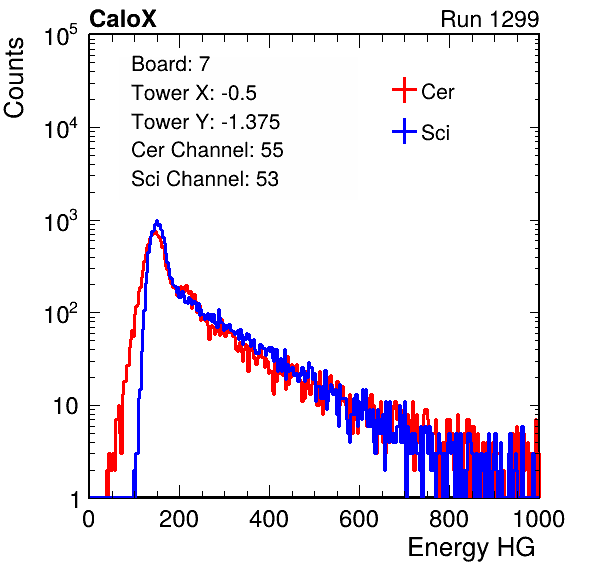 CaloX Run 1299
Counts
Board: 7
Tower X: -0.5
Tower Y: -1.375
Cer Channel: 55
Sci Channel: 53
Cer
Sci
10^5
10^4
10^3
10^2
10
1
0 200 400 600 800 1000
Energy HG